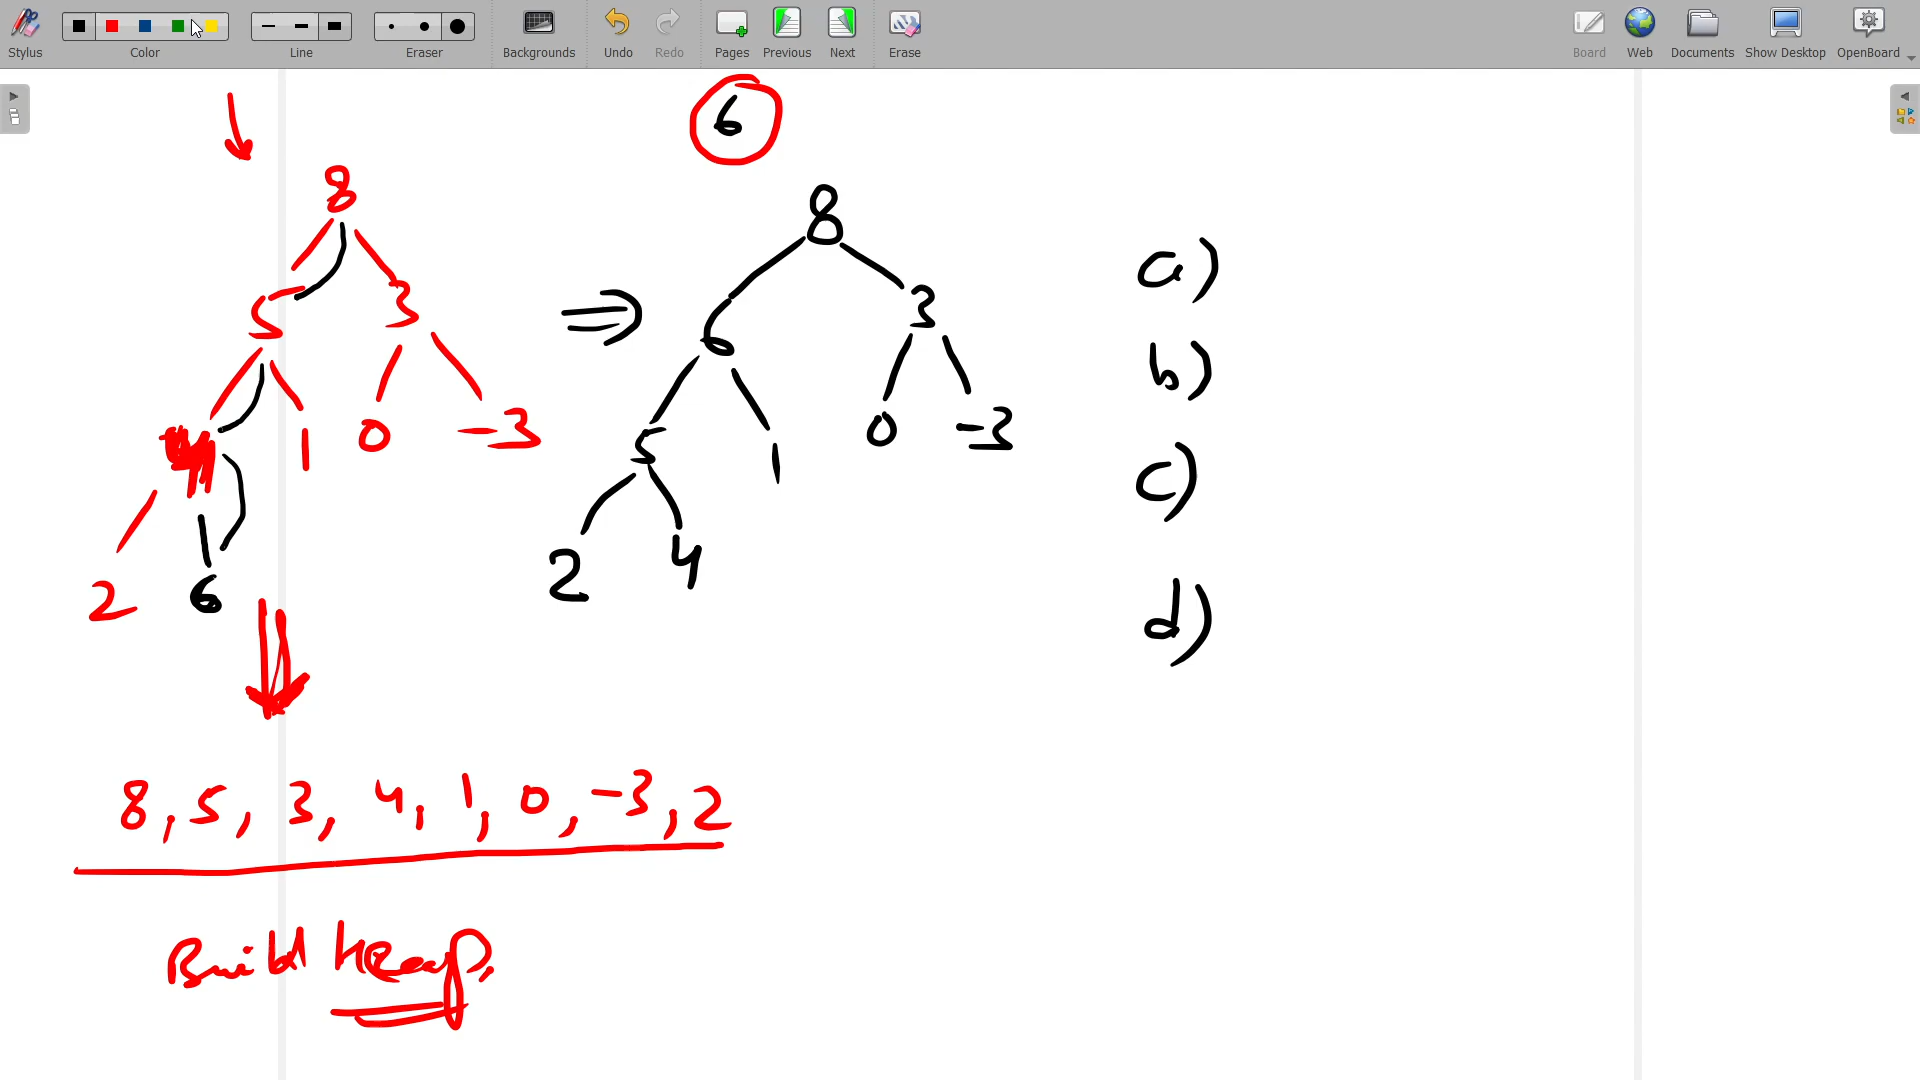 Stylus Color Line Eraser Backgrounds Undo Redo Pages Previous Next Erase Board Web Documents Show Desktop OpenBoard
6
8
5 3
1 0 -3
2 6
8
6 3
5 1 0 -3
2 4
a)
b)
c)
d)
8, 5, 3, 4, 1, 0, -3, 2
Build heap,